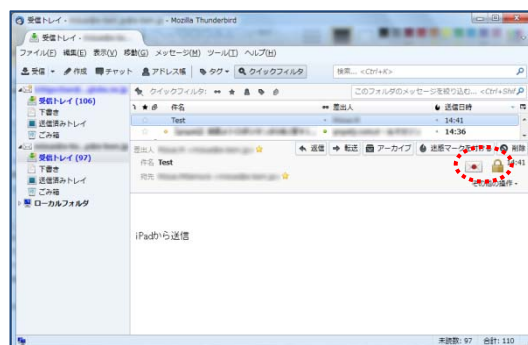 受信トレイ - Mozilla Thunderbird
受信トレイ -
ファイル(F) 編集(E) 表示(V) 移動(G) メッセージ(M) ツール(T) ヘルプ(H)
受信 作成 チャット アドレス帳 タグ クイックフィルタ 検索... <Ctrl+K>
クイックフィルタ: このフォルダのメッセージを絞り込む... <Ctrl+Shif
受信トレイ (106)
下書き
送信済みトレイ
ごみ箱
受信トレイ (97)
下書き
送信済みトレイ
ごみ箱
ローカルフォルダ
件名 差出人 送信日時
Test 14:41
14:36
差出人 返信 転送 アーカイブ 迷惑マークを付ける 削除
件名 Test 14:41
宛先 その他の操作
iPadから送信
未読数: 97 合計: 110